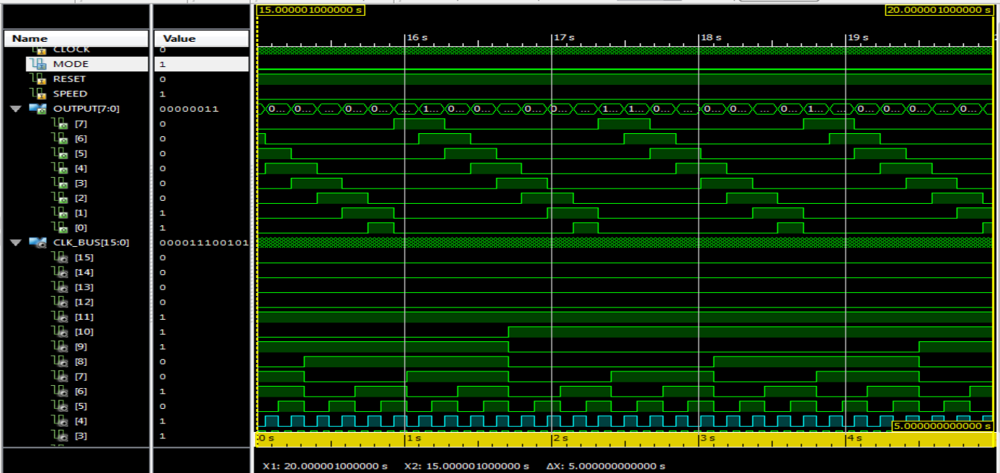 15.000001000000 s 20.000001000000 s
Name Value 16 s 17 s 18 s 19 s
CLOCK 0
MODE 1
RESET 0
SPEED 1
OUTPUT[7:0] 00000011 0... 0... ... 0... 0... ... 1... 0... 0... ... 0... 0... ... 1... 1... 0... ... 0... 0... ... 0... 1... ... 0... 0... 0... ... 0...
[7] 0
[6] 0
[5] 0
[4] 0
[3] 0
[2] 0
[1] 1
[0] 1
CLK_BUS[15:0] 000011100101
[15] 0
[14] 0
[13] 0
[12] 0
[11] 1
[10] 1
[9] 1
[8] 0
[7] 0
[6] 1
[5] 0
[4] 1
[3] 1
5.000000000000 s
0 s 1 s 2 s 3 s 4 s
X1: 20.000001000000 s X2: 15.000001000000 s ΔX: 5.000000000000 s